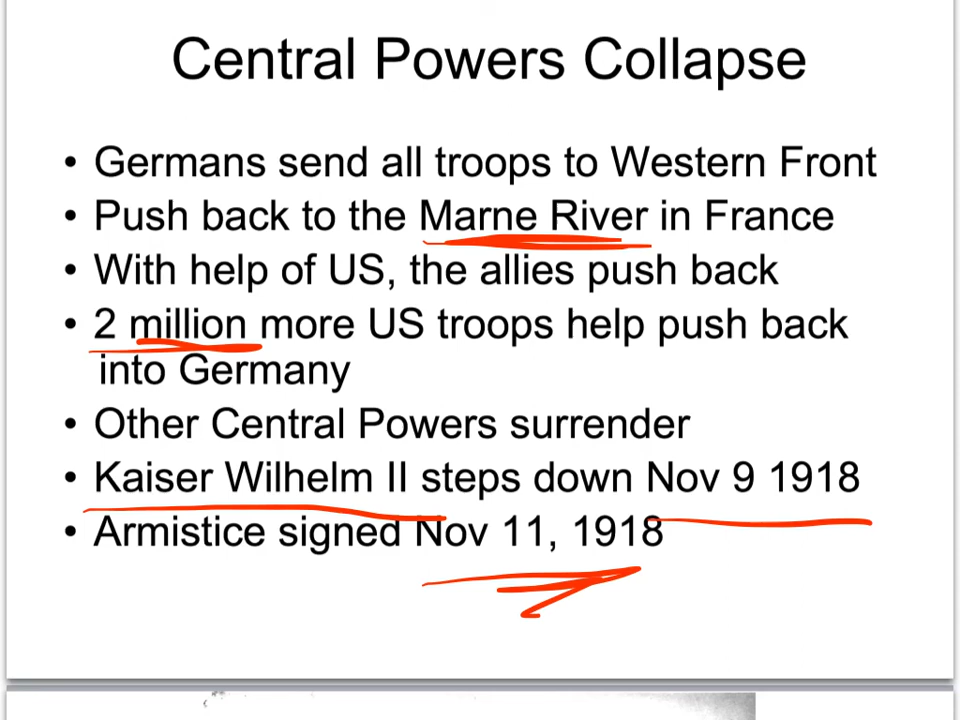 Central Powers Collapse
• Germans send all troops to Western Front
• Push back to the Marne River in France
• With help of US, the allies push back
• 2 million more US troops help push back
into Germany
• Other Central Powers surrender
• Kaiser Wilhelm II steps down Nov 9 1918
• Armistice signed Nov 11, 1918